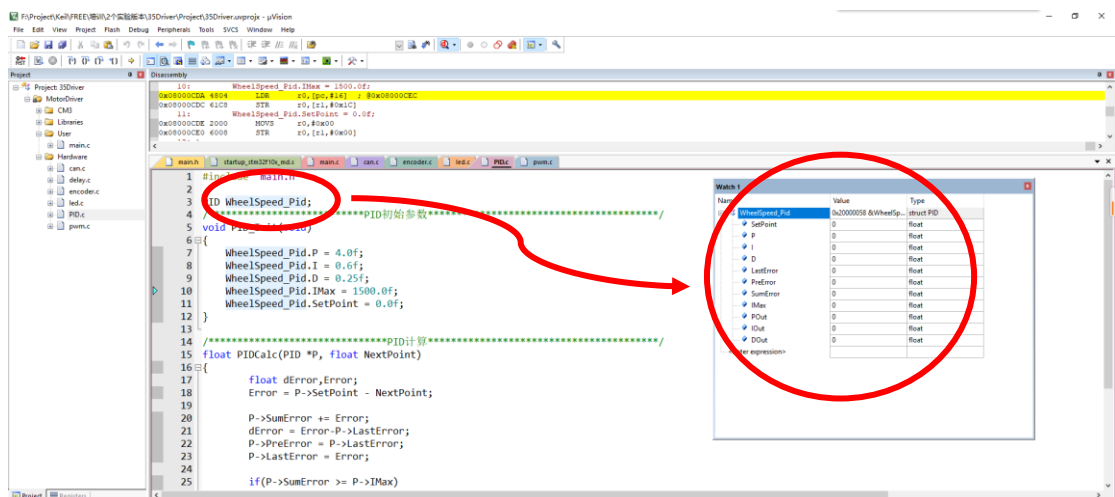 F:\Project\Keil\FREE\培训\2个实验版本\35Driver\Project\35Driver.uvprojx - µVision
File Edit View Project Flash Debug Peripherals Tools SVCS Window Help
Project
Project: 35Driver
MotorDriver
CM3
Libraries
User
main.c
Hardware
can.c
delay.c
encoder.c
led.c
PID.c
pwm.c
Project Registers
Disassembly
10: WheelSpeed_Pid.IMax = 1500.0f;
0x08000CDA 4804 LDR r0,[pc,#16] ; @0x08000CEC
0x08000CDC 61C8 STR r0,[r1,#0x1C]
11: WheelSpeed_Pid.SetPoint = 0.0f;
0x08000CDE 2000 MOVS r0,#0x00
0x08000CE0 6008 STR r0,[r1,#0x00]
main.h startup_stm32f10x_md.s main.c can.c encoder.c led.c PID.c pwm.c
1 #include "main.h"
2
3 PID WheelSpeed_Pid;
4 /****************************PID初始参数****************************************/
5 void PID_Init(void)
6 {
7 WheelSpeed_Pid.P = 4.0f;
8 WheelSpeed_Pid.I = 0.6f;
9 WheelSpeed_Pid.D = 0.25f;
10 WheelSpeed_Pid.IMax = 1500.0f;
11 WheelSpeed_Pid.SetPoint = 0.0f;
12 }
13
14 /*******************************PID计算****************************************/
15 float PIDCalc(PID *P, float NextPoint)
16 {
17 float dError,Error;
18 Error = P->SetPoint - NextPoint;
19
20 P->SumError += Error;
21 dError = Error-P->LastError;
22 P->PreError = P->LastError;
23 P->LastError = Error;
24
25 if(P->SumError >= P->IMax)
Watch 1
Name Value Type
WheelSpeed_Pid 0x20000058 &WheelSp... struct PID
SetPoint 0 float
P 0 float
I 0 float
D 0 float
LastError 0 float
PreError 0 float
SumError 0 float
IMax 0 float
POut 0 float
IOut 0 float
DOut 0 float
<Enter expression>